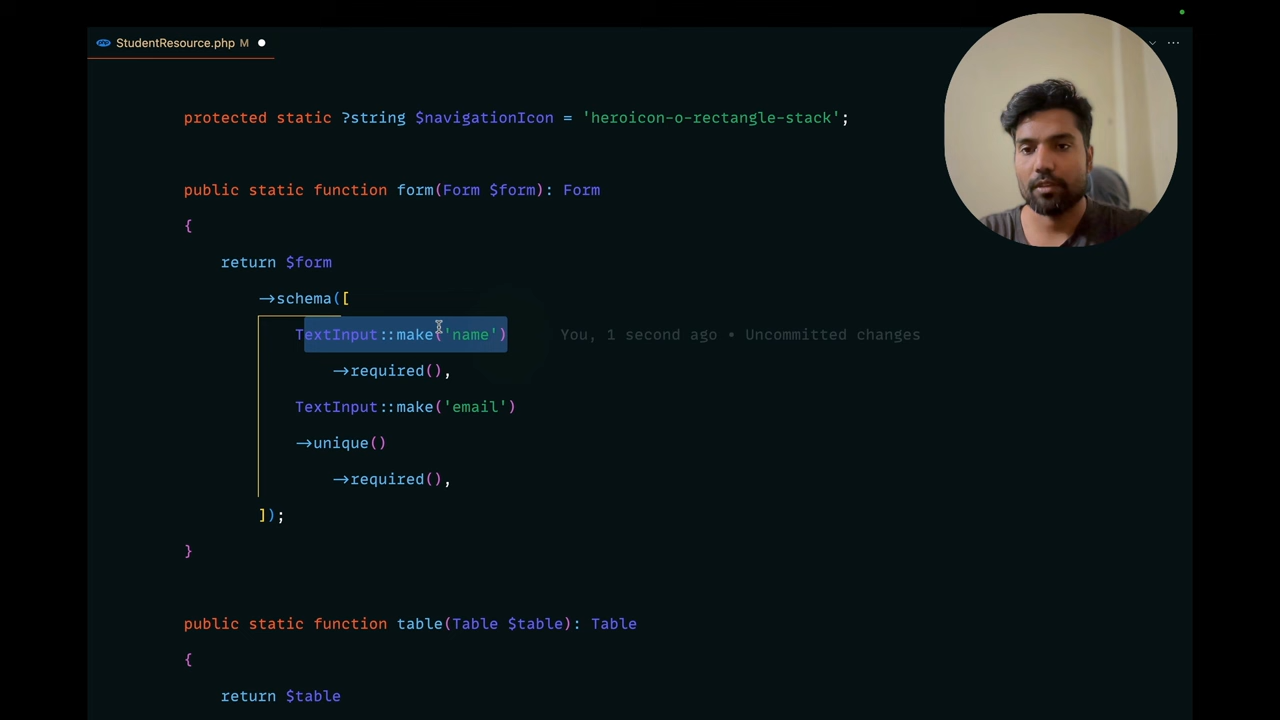 StudentResource.php M
protected static ?string $navigationIcon = 'heroicon-o-rectangle-stack';
public static function form(Form $form): Form
{
return $form
->schema([
TextInput::make('name') You, 1 second ago • Uncommitted changes
->required(),
TextInput::make('email')
->unique()
->required(),
]);
}
public static function table(Table $table): Table
{
return $table